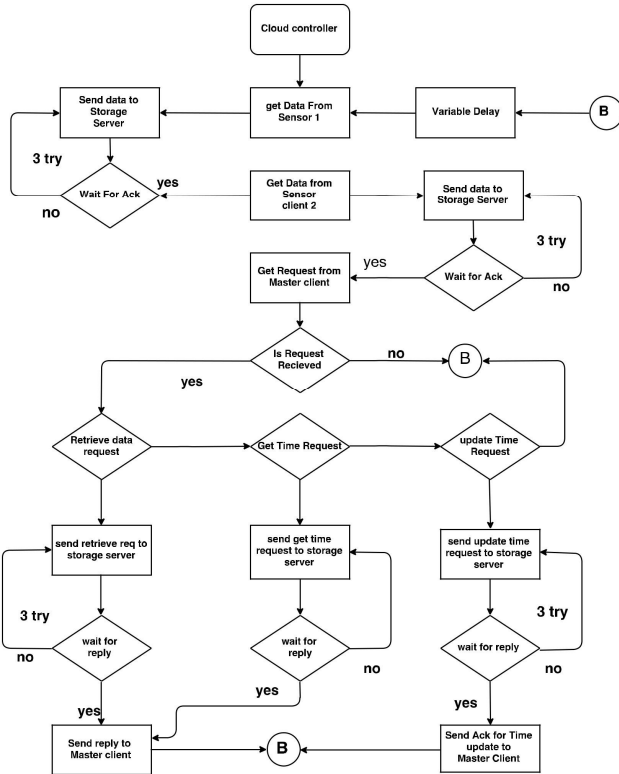 Cloud controller
Send data to
Storage
Server
get Data From
Sensor 1
Variable Delay
B
3 try
Wait For Ack
yes
no
Get Data from
Sensor
client 2
Send data to
Storage Server
3 try
Get Request from
Master client
yes
Wait for Ack
no
Is Request
Recieved
no
B
yes
Retrieve data
request
Get Time Request
update Time
Request
send retrieve req to
storage server
send get time
request to storage
server
send update time
request to storage
server
3 try
3 try
wait for
reply
no
wait for
reply
no
wait for reply
no
yes
yes
yes
Send reply to
Master client
B
Send Ack for Time
update to
Master Client